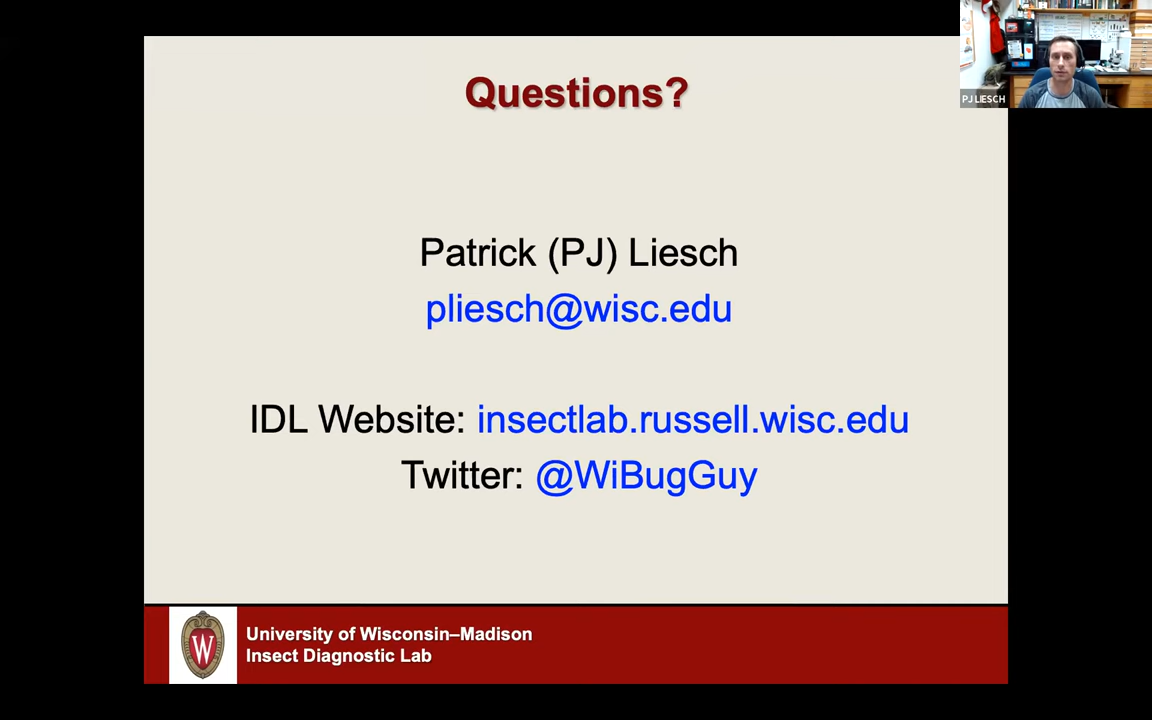 Questions?
PJ LIESCH
Patrick (PJ) Liesch
pliesch@wisc.edu
IDL Website: insectlab.russell.wisc.edu
Twitter: @WiBugGuy
W
University of Wisconsin–Madison
Insect Diagnostic Lab